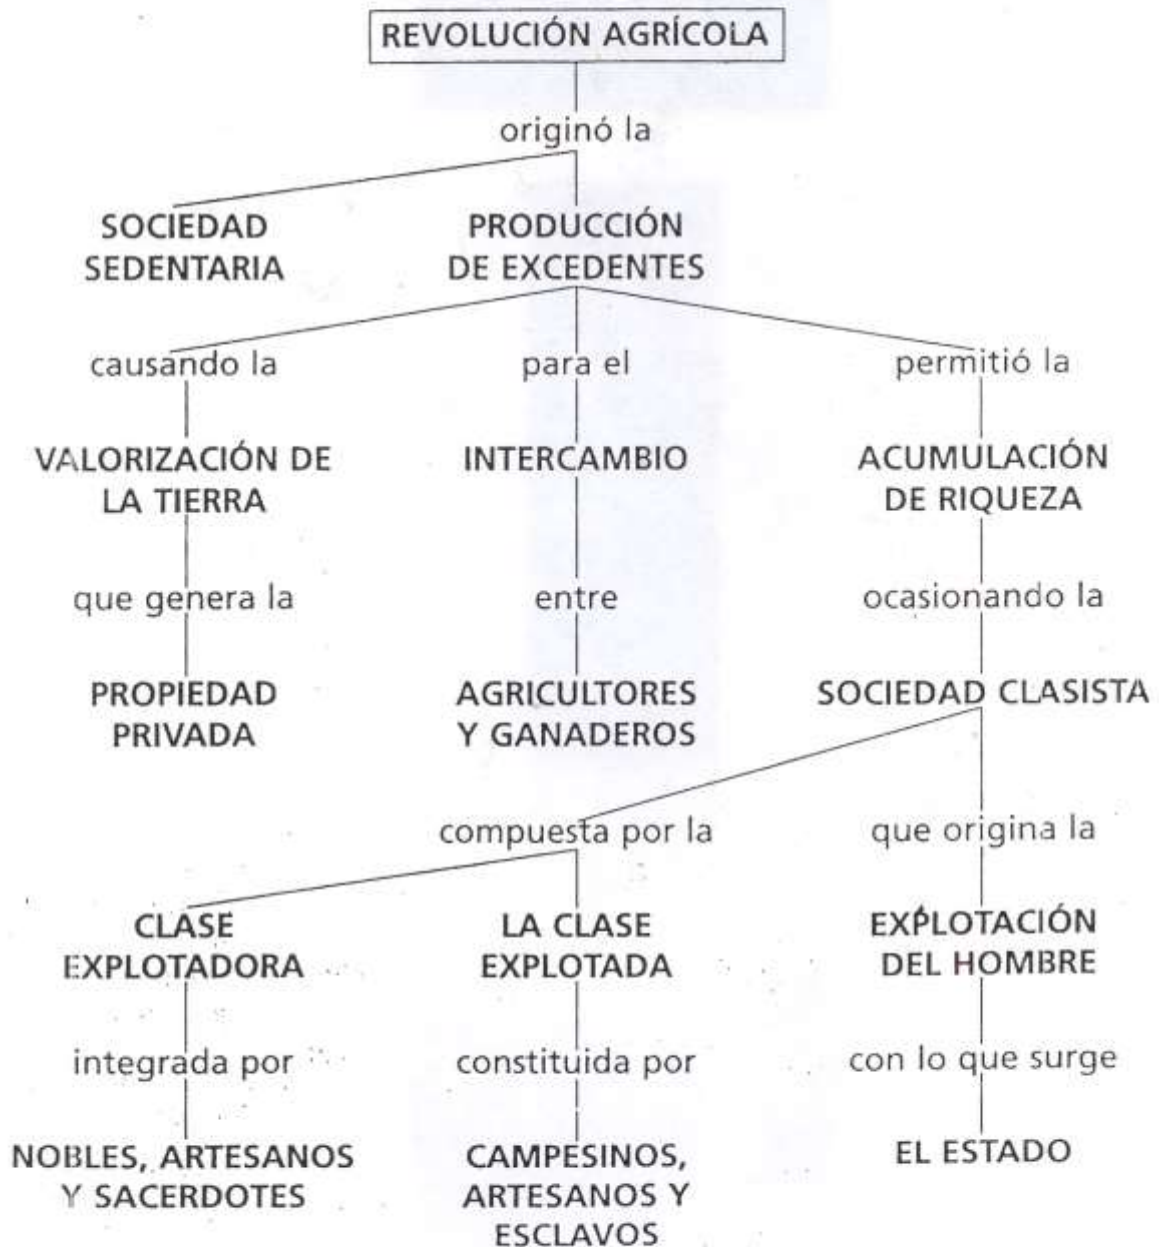 REVOLUCIÓN AGRÍCOLA
originó la
SOCIEDAD
SEDENTARIA
PRODUCCIÓN
DE EXCEDENTES
causando la
para el
permitió la
VALORIZACIÓN DE
LA TIERRA
INTERCAMBIO
ACUMULACIÓN
DE RIQUEZA
que genera la
entre
ocasionando la
PROPIEDAD
PRIVADA
AGRICULTORES
Y GANADEROS
SOCIEDAD CLASISTA
compuesta por la
que origina la
CLASE
EXPLOTADORA
LA CLASE
EXPLOTADA
EXPLOTACIÓN
DEL HOMBRE
integrada por
constituida por
con lo que surge
NOBLES, ARTESANOS
Y SACERDOTES
CAMPESINOS,
ARTESANOS Y
ESCLAVOS
EL ESTADO